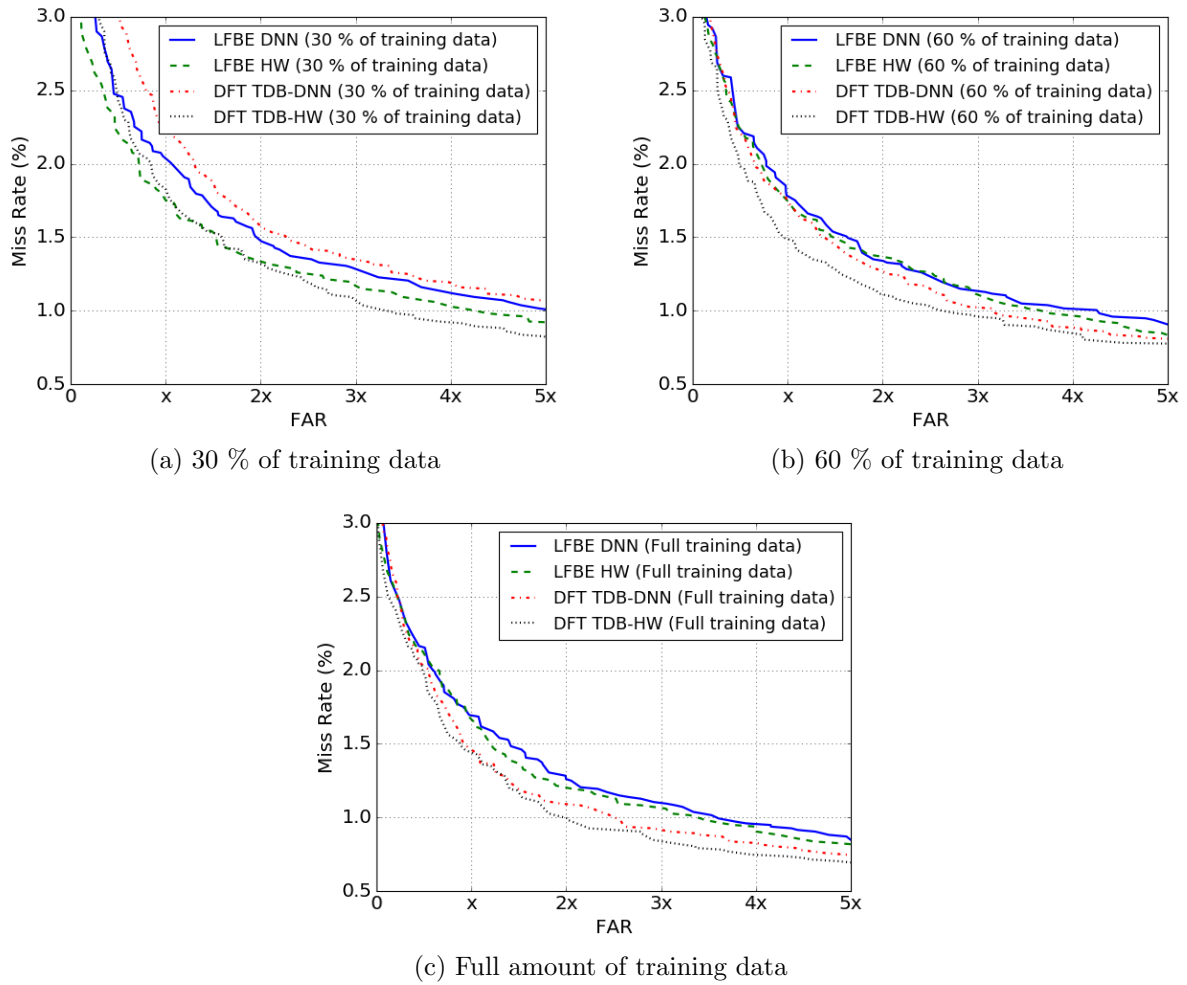 3.0
2.5
2.0
1.5
1.0
0.5
Miss Rate (%)
LFBE DNN (30 % of training data)
LFBE HW (30 % of training data)
DFT TDB-DNN (30 % of training data)
DFT TDB-HW (30 % of training data)
0 x 2x 3x 4x 5x
FAR
(a) 30 % of training data
3.0
2.5
2.0
1.5
1.0
0.5
Miss Rate (%)
LFBE DNN (60 % of training data)
LFBE HW (60 % of training data)
DFT TDB-DNN (60 % of training data)
DFT TDB-HW (60 % of training data)
0 x 2x 3x 4x 5x
FAR
(b) 60 % of training data
3.0
2.5
2.0
1.5
1.0
0.5
Miss Rate (%)
LFBE DNN (Full training data)
LFBE HW (Full training data)
DFT TDB-DNN (Full training data)
DFT TDB-HW (Full training data)
0 x 2x 3x 4x 5x
FAR
(c) Full amount of training data